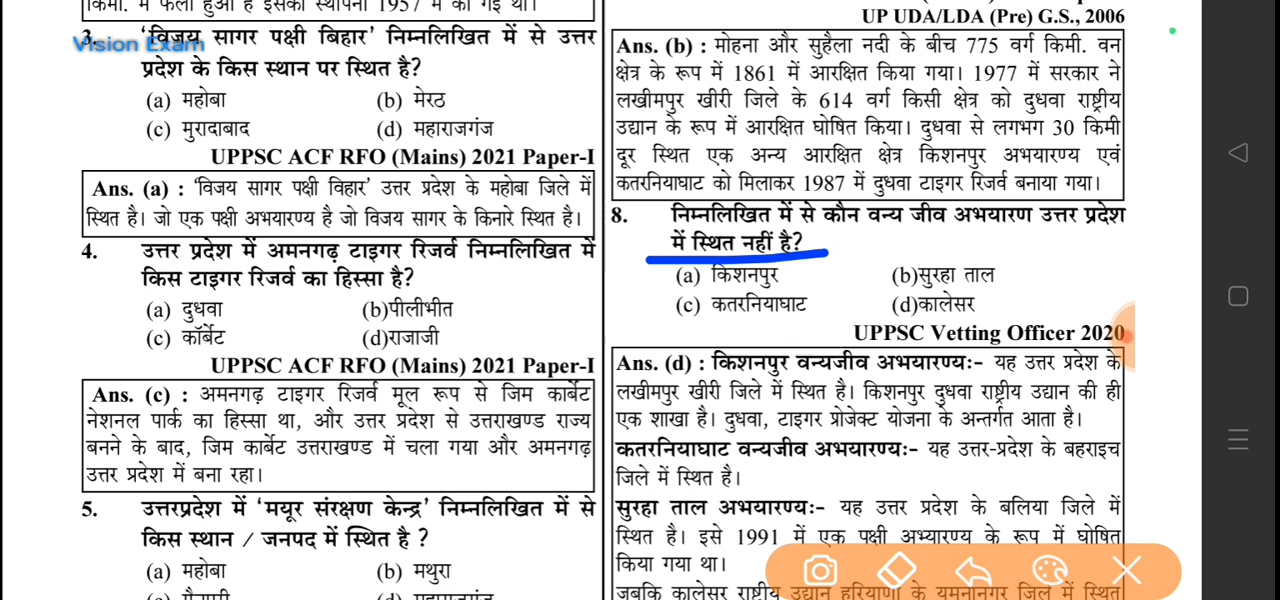 किमी. में फैला हुआ है इसकी स्थापना 1957 में की गई थी।
Vision Exam
3. ‘विजय सागर पक्षी बिहार’ निम्नलिखित में से उत्तर
प्रदेश के किस स्थान पर स्थित है?
(a) महोबा (b) मेरठ
(c) मुरादाबाद (d) महाराजगंज
UPPSC ACF RFO (Mains) 2021 Paper-I
Ans. (a) : ‘विजय सागर पक्षी विहार’ उत्तर प्रदेश के महोबा जिले में
स्थित है। जो एक पक्षी अभयारण्य है जो विजय सागर के किनारे स्थित है।
4. उत्तर प्रदेश में अमनगढ़ टाइगर रिजर्व निम्नलिखित में
किस टाइगर रिजर्व का हिस्सा है?
(a) दुधवा (b)पीलीभीत
(c) कॉर्बेट (d)राजाजी
UPPSC ACF RFO (Mains) 2021 Paper-I
Ans. (c) : अमनगढ़ टाइगर रिजर्व मूल रूप से जिम कार्बेट
नेशनल पार्क का हिस्सा था, और उत्तर प्रदेश से उत्तराखण्ड राज्य
बनने के बाद, जिम कार्बेट उत्तराखण्ड में चला गया और अमनगढ़
उत्तर प्रदेश में बना रहा।
5. उत्तरप्रदेश में ‘मयूर संरक्षण केन्द्र’ निम्नलिखित में से
किस स्थान / जनपद में स्थित है ?
(a) महोबा (b) मथुरा
UP UDA/LDA (Pre) G.S., 2006
Ans. (b) : मोहना और सुहैला नदी के बीच 775 वर्ग किमी. वन
क्षेत्र के रूप में 1861 में आरक्षित किया गया। 1977 में सरकार ने
लखीमपुर खीरी जिले के 614 वर्ग किसी क्षेत्र को दुधवा राष्ट्रीय
उद्यान के रूप में आरक्षित घोषित किया। दुधवा से लगभग 30 किमी
दूर स्थित एक अन्य आरक्षित क्षेत्र किशनपुर अभयारण्य एवं
कतरनियाघाट को मिलाकर 1987 में दुधवा टाइगर रिजर्व बनाया गया।
8. निम्नलिखित में से कौन वन्य जीव अभयारण उत्तर प्रदेश
में स्थित नहीं है?
(a) किशनपुर (b)सुरहा ताल
(c) कतरनियाघाट (d)कालेसर
UPPSC Vetting Officer 2020
Ans. (d) : किशनपुर वन्यजीव अभयारण्यः- यह उत्तर प्रदेश के
लखीमपुर खीरी जिले में स्थित है। किशनपुर दुधवा राष्ट्रीय उद्यान की ही
एक शाखा है। दुधवा, टाइगर प्रोजेक्ट योजना के अन्तर्गत आता है।
कतरनियाघाट वन्यजीव अभयारण्यः- यह उत्तर-प्रदेश के बहराइच
जिले में स्थित है।
सुरहा ताल अभयारण्यः- यह उत्तर प्रदेश के बलिया जिले में
स्थित है। इसे 1991 में एक पक्षी अभ्यारण्य के रूप में घोषित
किया गया था।
जबकि कालेसर राष्ट्रीय उद्यान हरियाणा के यमुनानगर जिले में स्थित